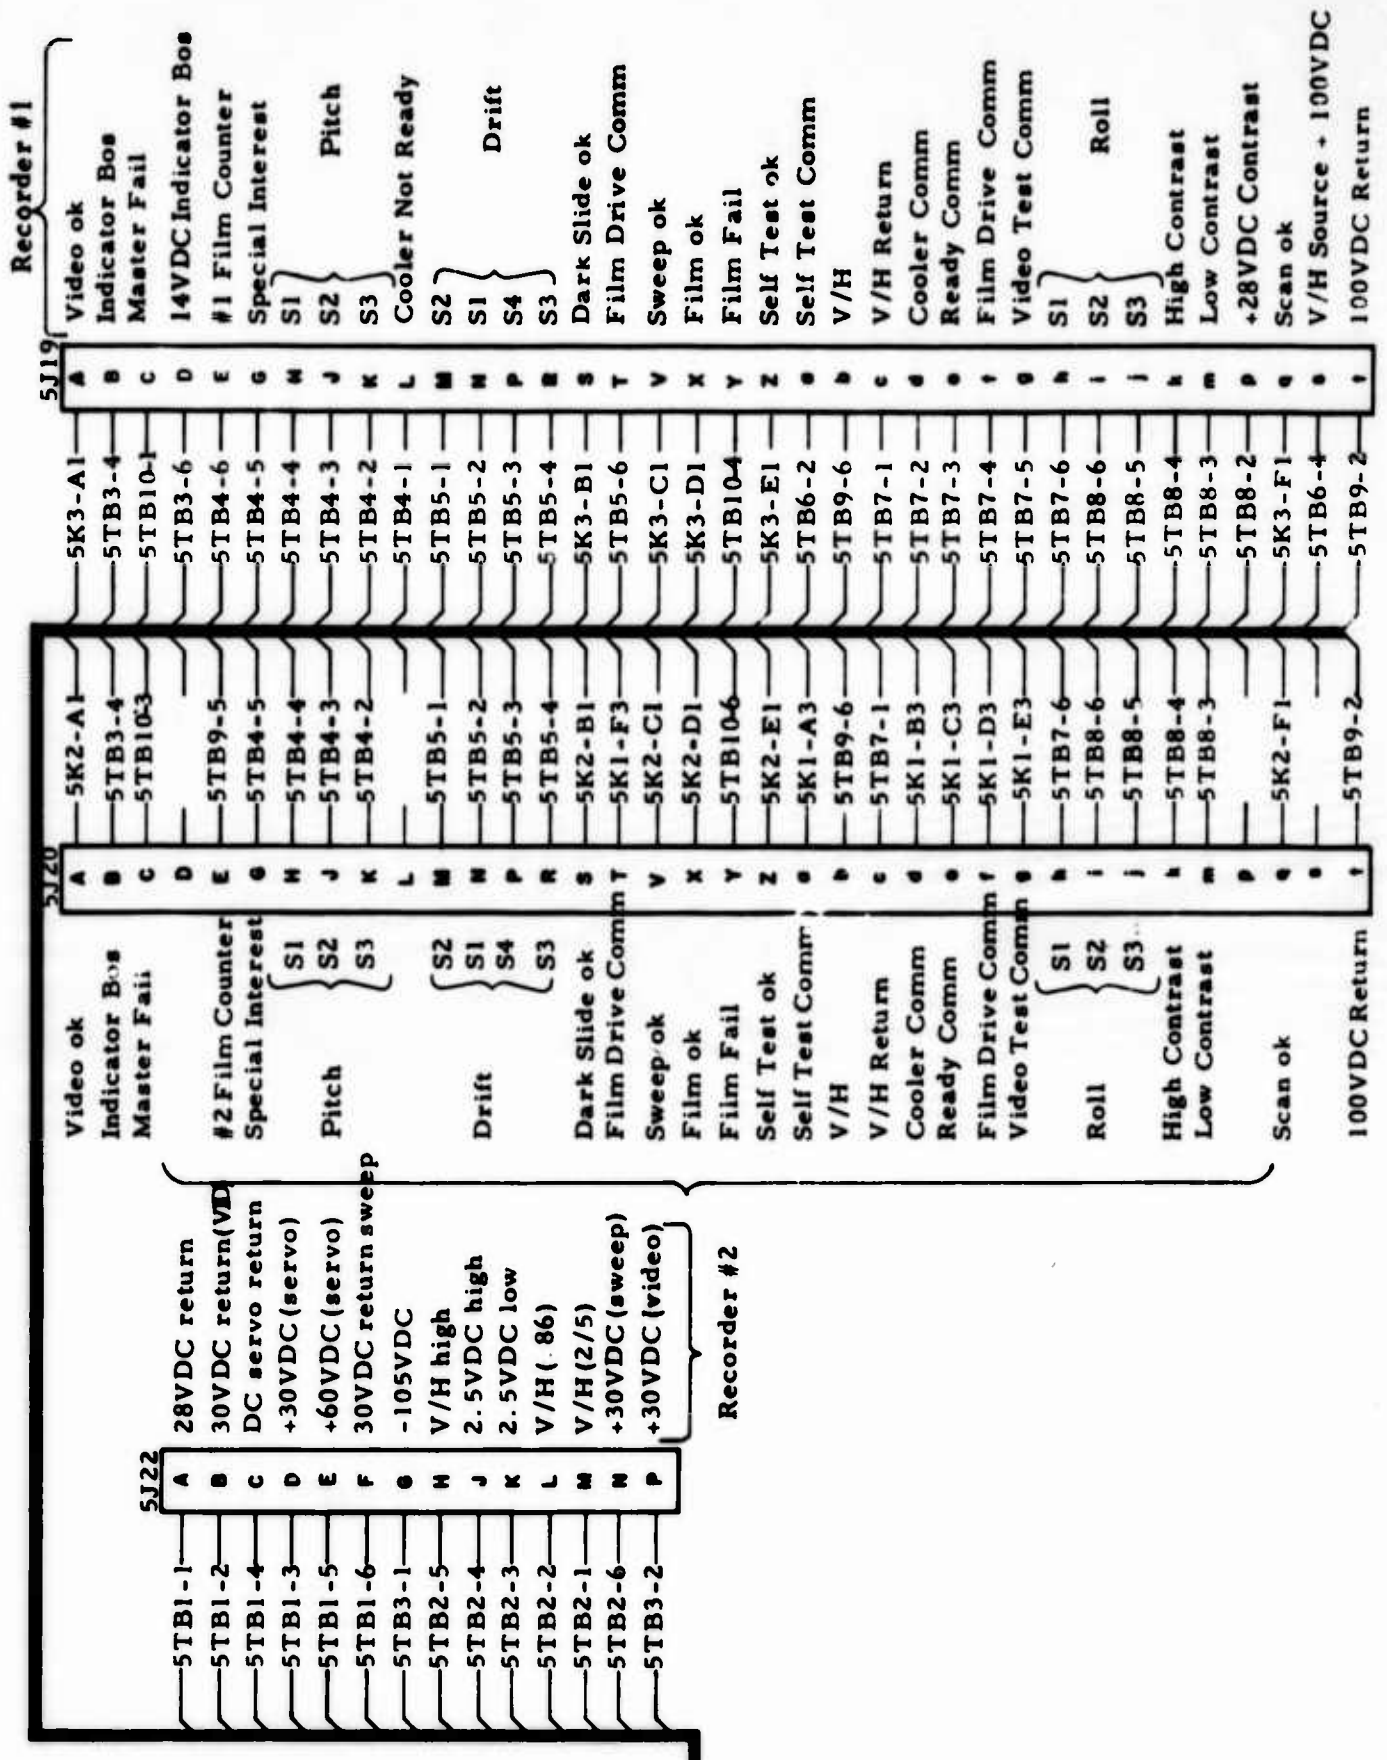 Recorder #1
5J19
5K3-A1 A Video ok
5TB3-4 B Indicator Bos
5TB10-1 C Master Fail
5TB3-6 D 14VDC Indicator Bos
5TB4-6 E #1 Film Counter
5TB4-5 G Special Interest
5TB4-4 H S1
5TB4-3 J S2 Pitch
5TB4-2 K S3
5TB4-1 L Cooler Not Ready
5TB5-1 M S2
5TB5-2 N S1 Drift
5TB5-3 P S4
5TB5-4 R S3
5K3-B1 S Dark Slide ok
5TB5-6 T Film Drive Comm
5K3-C1 V Sweep ok
5K3-D1 X Film ok
5TB10-4 Y Film Fail
5K3-E1 Z Self Test ok
5TB6-2 a Self Test Comm
5TB9-6 b V/H
5TB7-1 c V/H Return
5TB7-2 d Cooler Comm
5TB7-3 e Ready Comm
5TB7-4 f Film Drive Comm
5TB7-5 g Video Test Comm
5TB7-6 h S1
5TB8-6 i S2 Roll
5TB8-5 j S3
5TB8-4 k High Contrast
5TB8-3 m Low Contrast
5TB8-2 p +28VDC Contrast
5K3-F1 q Scan ok
5TB6-4 s V/H Source + 100VDC
5TB9-2 t 100VDC Return
5J20
Video ok A 5K2-A1
Indicator Bos B 5TB3-4
Master Fail C 5TB10-3
D
#2 Film Counter E 5TB9-5
Special Interest G 5TB4-5
S1 H 5TB4-4
Pitch S2 J 5TB4-3
S3 K 5TB4-2
L
S2 M 5TB5-1
Drift S1 N 5TB5-2
S4 P 5TB5-3
S3 R 5TB5-4
Dark Slide ok S 5K2-B1
Film Drive Comm T 5K1-F3
Sweep ok V 5K2-C1
Film ok X 5K2-D1
Film Fail Y 5TB10-6
Self Test ok Z 5K2-E1
Self Test Comm a 5K1-A3
V/H b 5TB9-6
V/H Return c 5TB7-1
Cooler Comm d 5K1-B3
Ready Comm e 5K1-C3
Film Drive Comm f 5K1-D3
Video Test Comm g 5K1-E3
S1 h 5TB7-6
Roll S2 i 5TB8-6
S3 j 5TB8-5
High Contrast k 5TB8-4
Low Contrast m 5TB8-3
p
Scan ok q 5K2-F1
s
100VDC Return t 5TB9-2
5J22
5TB1-1 A 28VDC return
5TB1-2 B 30VDC return(VID)
5TB1-4 C DC servo return
5TB1-3 D +30VDC(servo)
5TB1-5 E +60VDC(servo)
5TB1-6 F 30VDC return sweep
5TB3-1 G -105VDC
5TB2-5 H V/H high
5TB2-4 J 2.5VDC high
5TB2-3 K 2.5VDC low
5TB2-2 L V/H(.86)
5TB2-1 M V/H(2/5)
5TB2-6 N +30VDC(sweep)
5TB3-2 P +30VDC(video)
Recorder #2